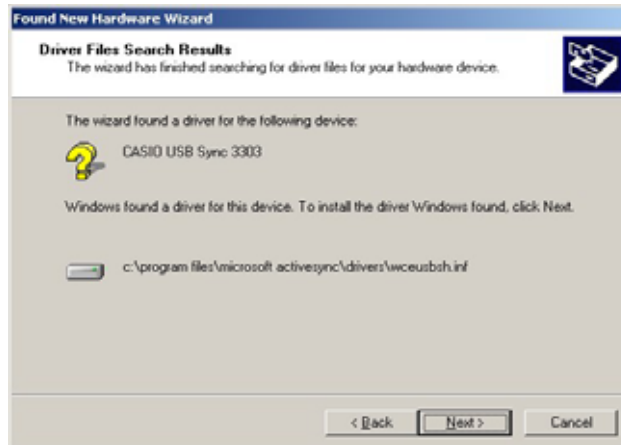 Found New Hardware Wizard
Driver Files Search Results
The wizard has finished searching for driver files for your hardware device.
The wizard found a driver for the following device:
CASIO USB Sync 3303
Windows found a driver for this device. To install the driver Windows found, click Next.
c:\program files\microsoft activesync\drivers\wceusbsh.inf
< Back Next > Cancel